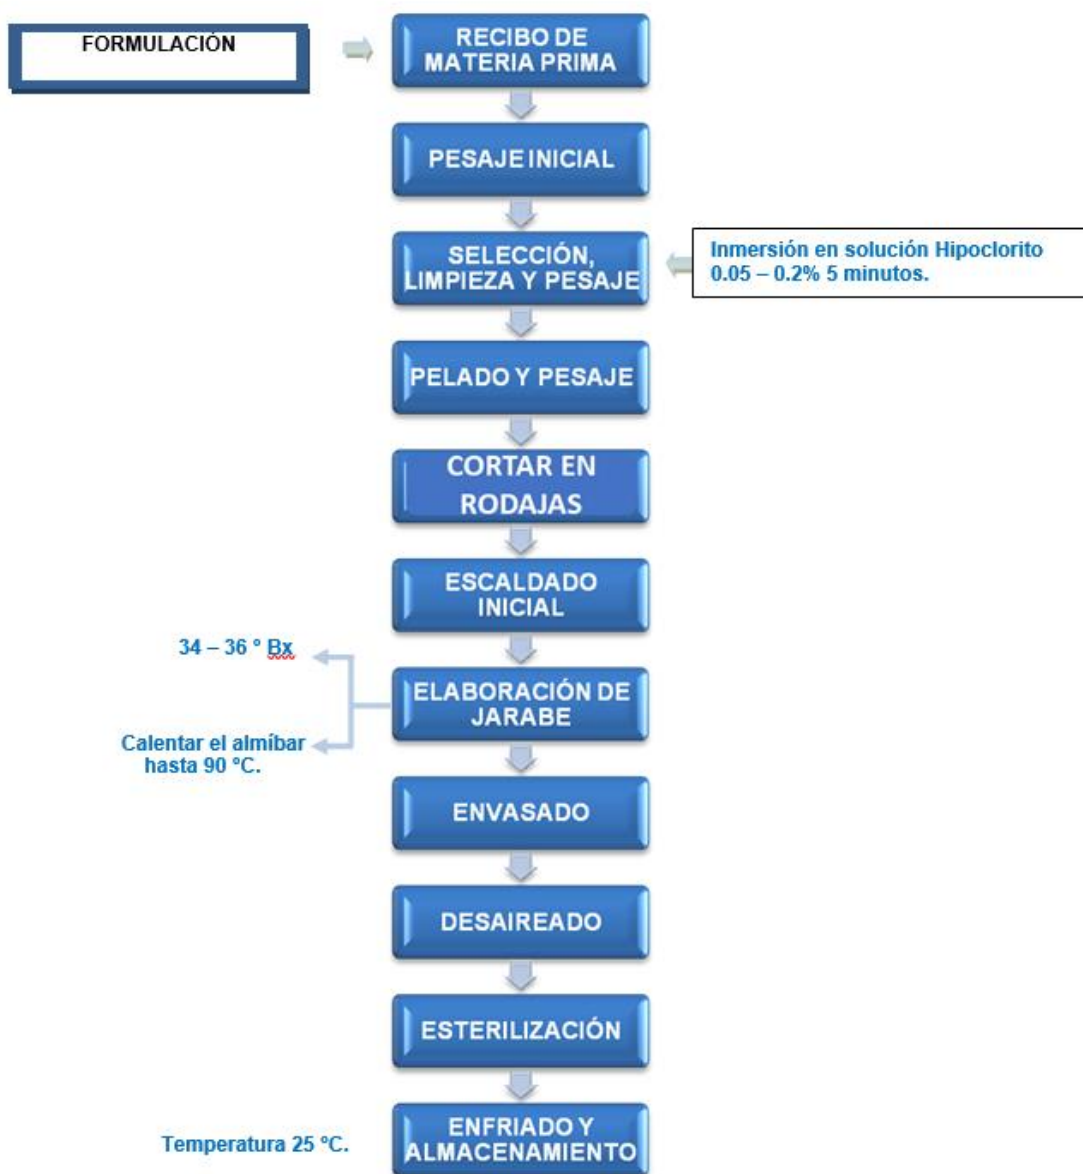 FORMULACIÓN
RECIBO DE
MATERIA PRIMA
PESAJE INICIAL
SELECCIÓN,
LIMPIEZA Y PESAJE
Inmersión en solución Hipoclorito
0.05 – 0.2% 5 minutos.
PELADO Y PESAJE
CORTAR EN
RODAJAS
ESCALDADO
INICIAL
34 – 36 ° Bx
ELABORACIÓN DE
JARABE
Calentar el almíbar
hasta 90 °C.
ENVASADO
DESAIREADO
ESTERILIZACIÓN
ENFRIADO Y
ALMACENAMIENTO
Temperatura 25 °C.